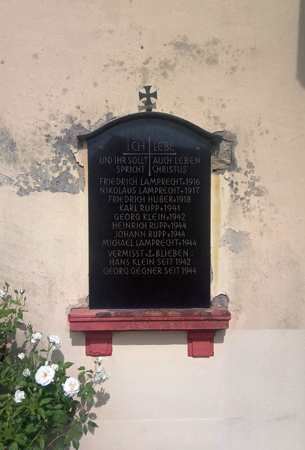 ICH LEBE
UND IHR SOLLT AUCH LEBEN
SPRICHT CHRISTUS
FRIEDRICH LAMPRECHT+1916
NIKOLAUS LAMPRECHT+1917
FRIEDRICH HUBER+1918
KARL RUPP+1941
GEORG KLEIN+1942
HEINRICH RUPP+1944
JOHANN RUPP+1944
MICHAEL LAMPRECHT+1944
VERMISST BLIEBEN:
HANS KLEIN SEIT 1942
GEORG GEGNER SEIT 1944